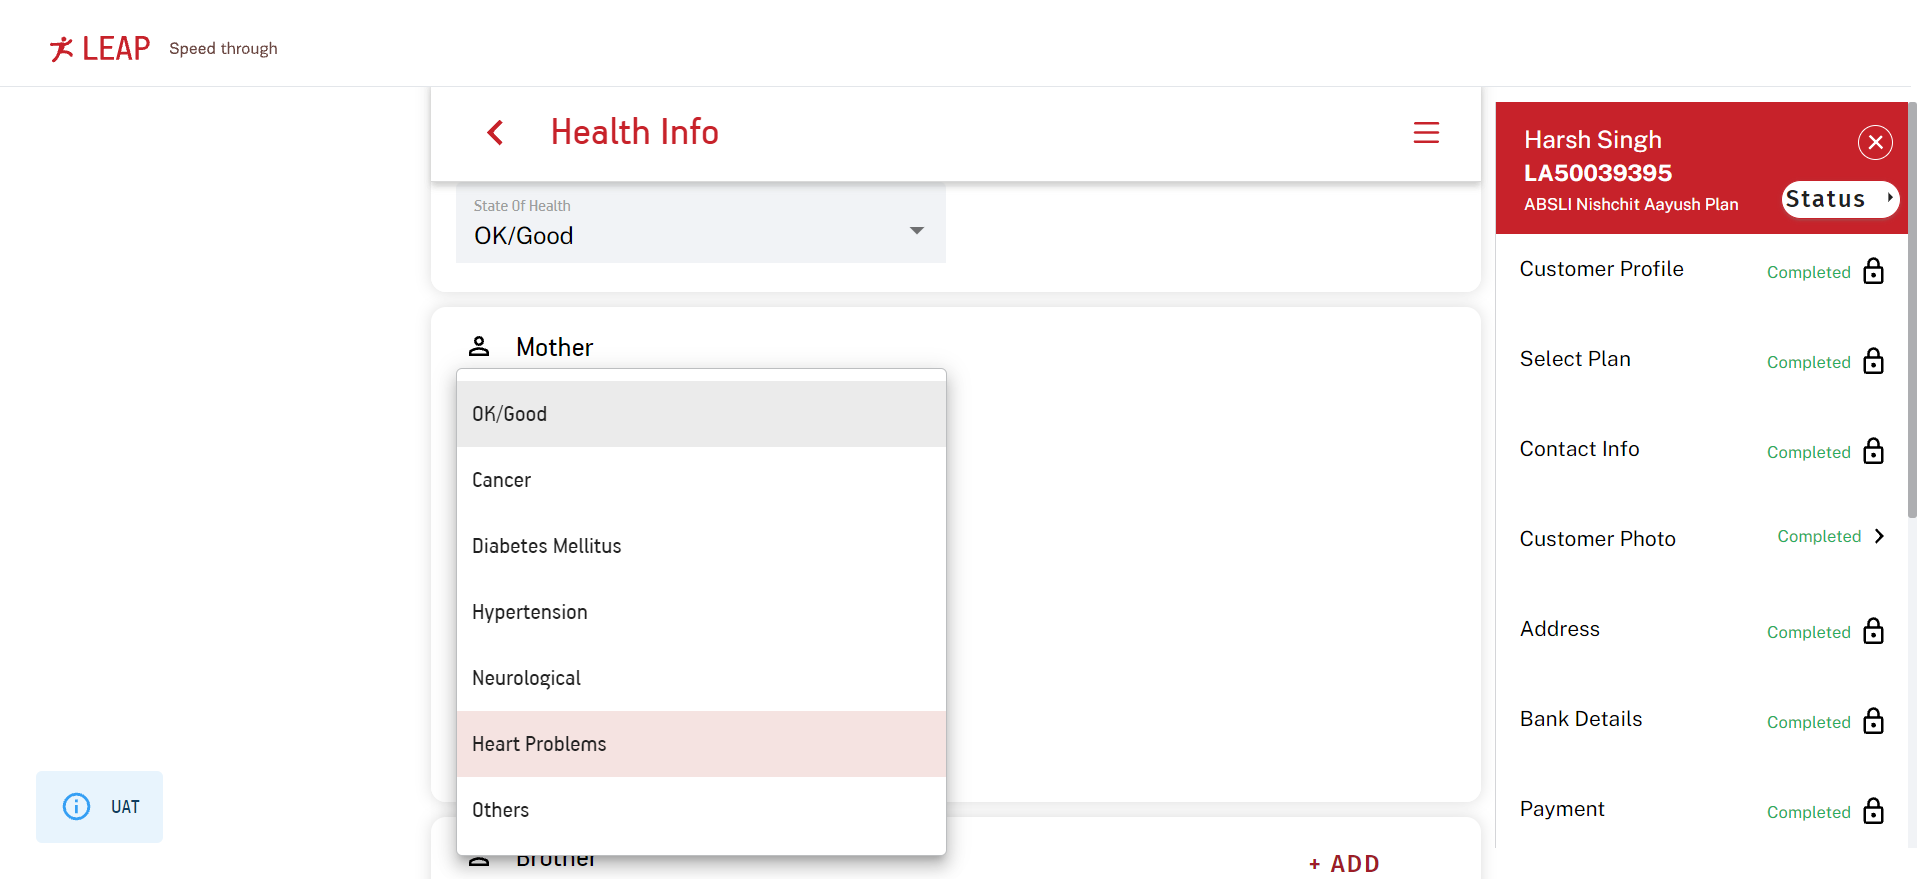 LEAP Speed through
Health Info
State Of Health
OK/Good
Mother
OK/Good
Cancer
Diabetes Mellitus
Hypertension
Neurological
Heart Problems
Others
Brother
+ ADD
UAT
Harsh Singh
LA50039395
ABSLI Nishchit Aayush Plan
Status
Customer Profile Completed
Select Plan Completed
Contact Info Completed
Customer Photo Completed
Address Completed
Bank Details Completed
Payment Completed